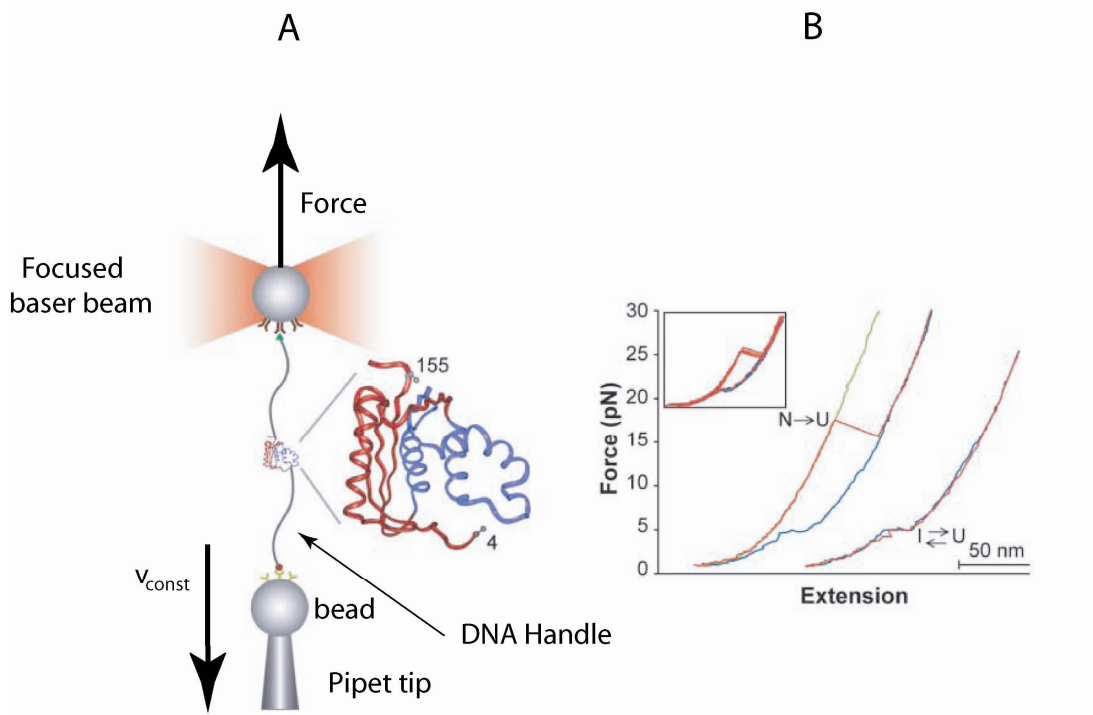 A
B
Force
Focused
baser beam
155
4
v_const
bead
DNA Handle
Pipet tip
30
25
20
15
10
5
0
Force (pN)
N→U
I⇄U
50 nm
Extension